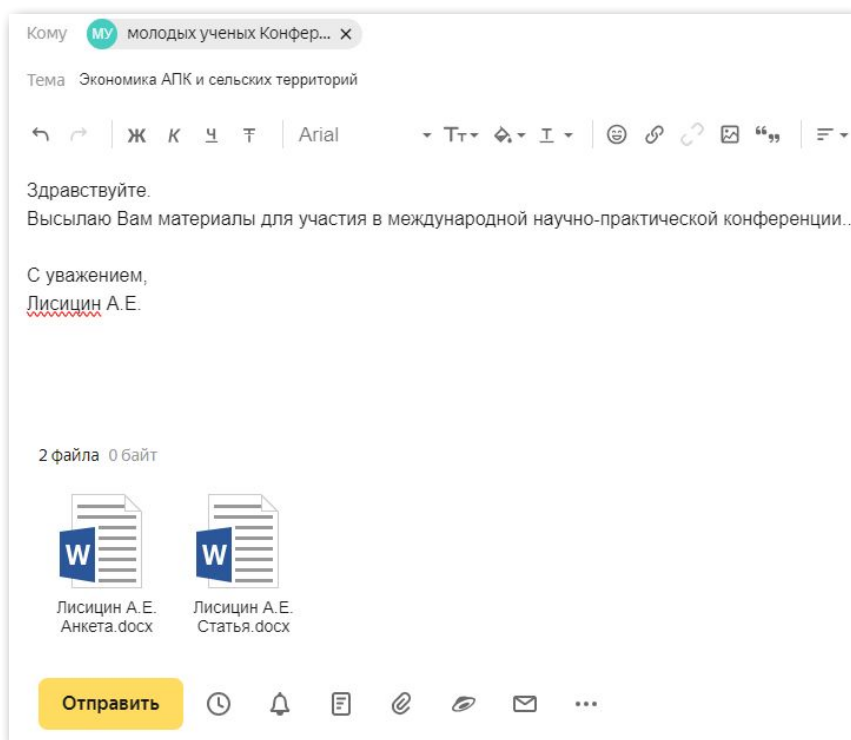 Кому МУ молодых ученых Конфер... ×
Тема Экономика АПК и сельских территорий
Ж К Ч Т Arial Тт Т
Здравствуйте.
Высылаю Вам материалы для участия в международной научно-практической конференции..
С уважением,
Лисицин А.Е.
2 файла 0 байт
W W
Лисицин А.Е. Лисицин А.Е.
Анкета.docx Статья.docx
Отправить